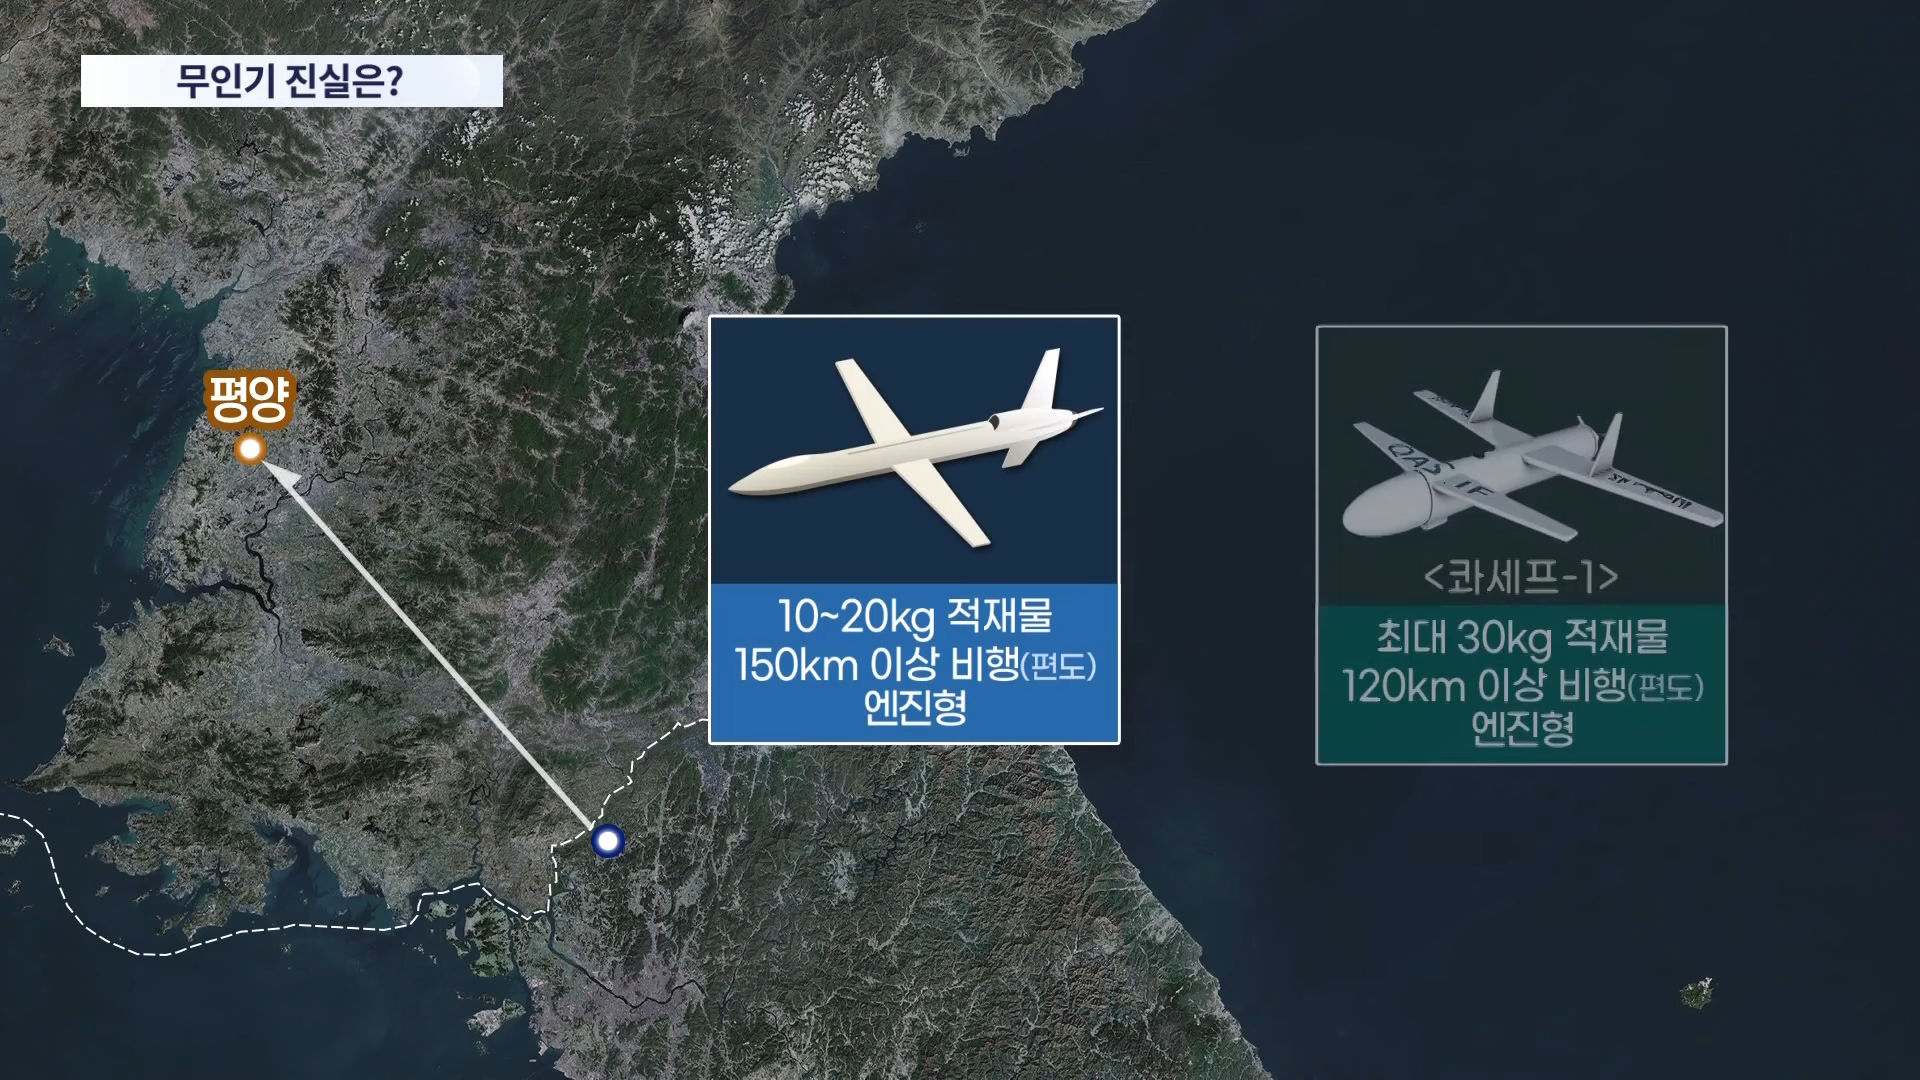 무인기 진실은?
평양
10~20kg 적재물
150km 이상 비행(편도)
엔진형
QAS
IF
<콰세프-1>
최대 30kg 적재물
120km 이상 비행(편도)
엔진형